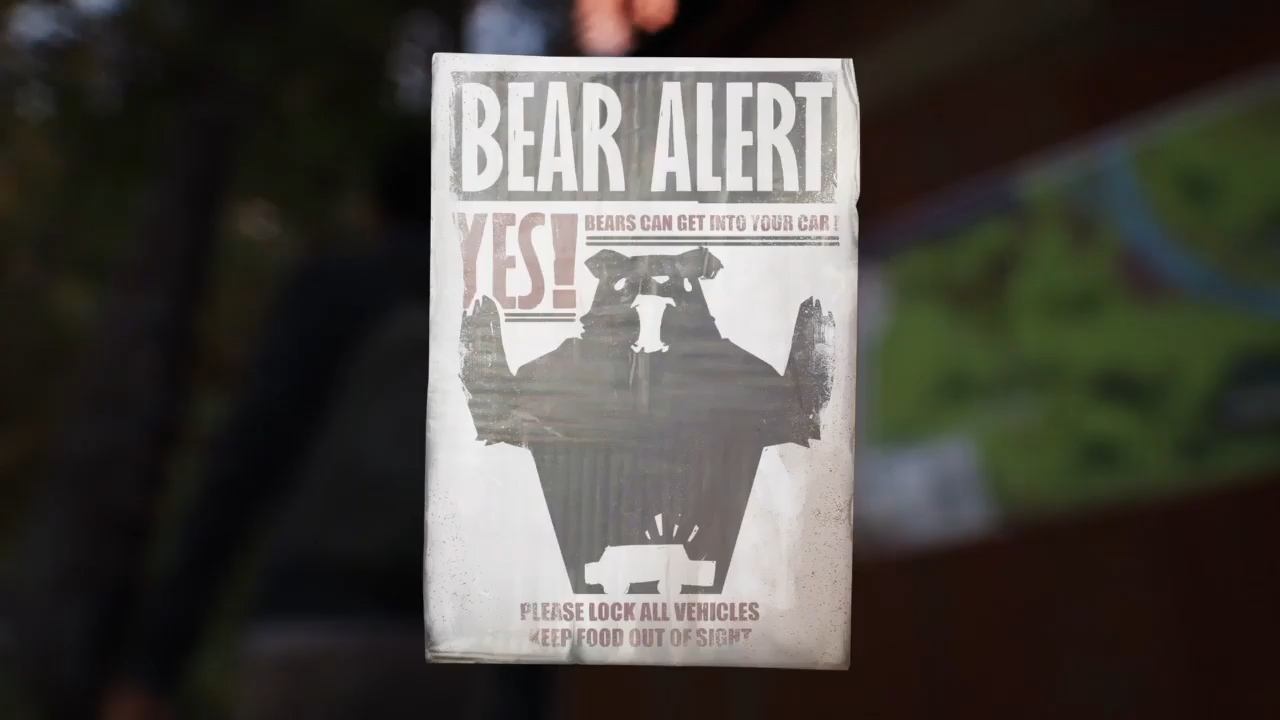 BEAR ALERT
YES!
BEARS CAN GET INTO YOUR CAR!
PLEASE LOCK ALL VEHICLES
KEEP FOOD OUT OF SIGHT